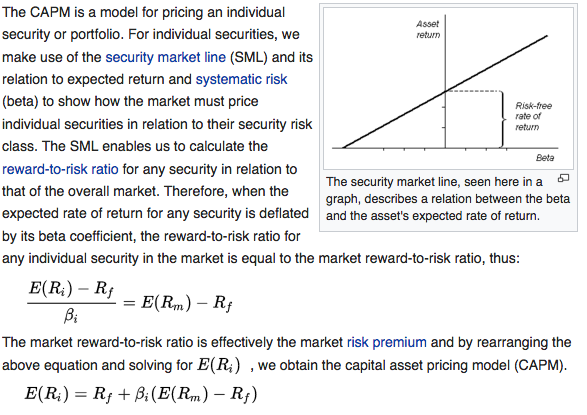 The CAPM is a model for pricing an individual
security or portfolio. For individual securities, we
make use of the security market line (SML) and its
relation to expected return and systematic risk
(beta) to show how the market must price
individual securities in relation to their security risk
class. The SML enables us to calculate the
reward-to-risk ratio for any security in relation to
that of the overall market. Therefore, when the
expected rate of return for any security is deflated
by its beta coefficient, the reward-to-risk ratio for
any individual security in the market is equal to the market reward-to-risk ratio, thus:
Asset
return
Risk-free
rate of
return
Beta
The security market line, seen here in a
graph, describes a relation between the beta
and the asset's expected rate of return.
E(Rᵢ) − R_f
βᵢ
= E(Rₘ) − R_f
The market reward-to-risk ratio is effectively the market risk premium and by rearranging the
above equation and solving for E(Rᵢ) , we obtain the capital asset pricing model (CAPM).
E(Rᵢ) = R_f + βᵢ(E(Rₘ) − R_f)